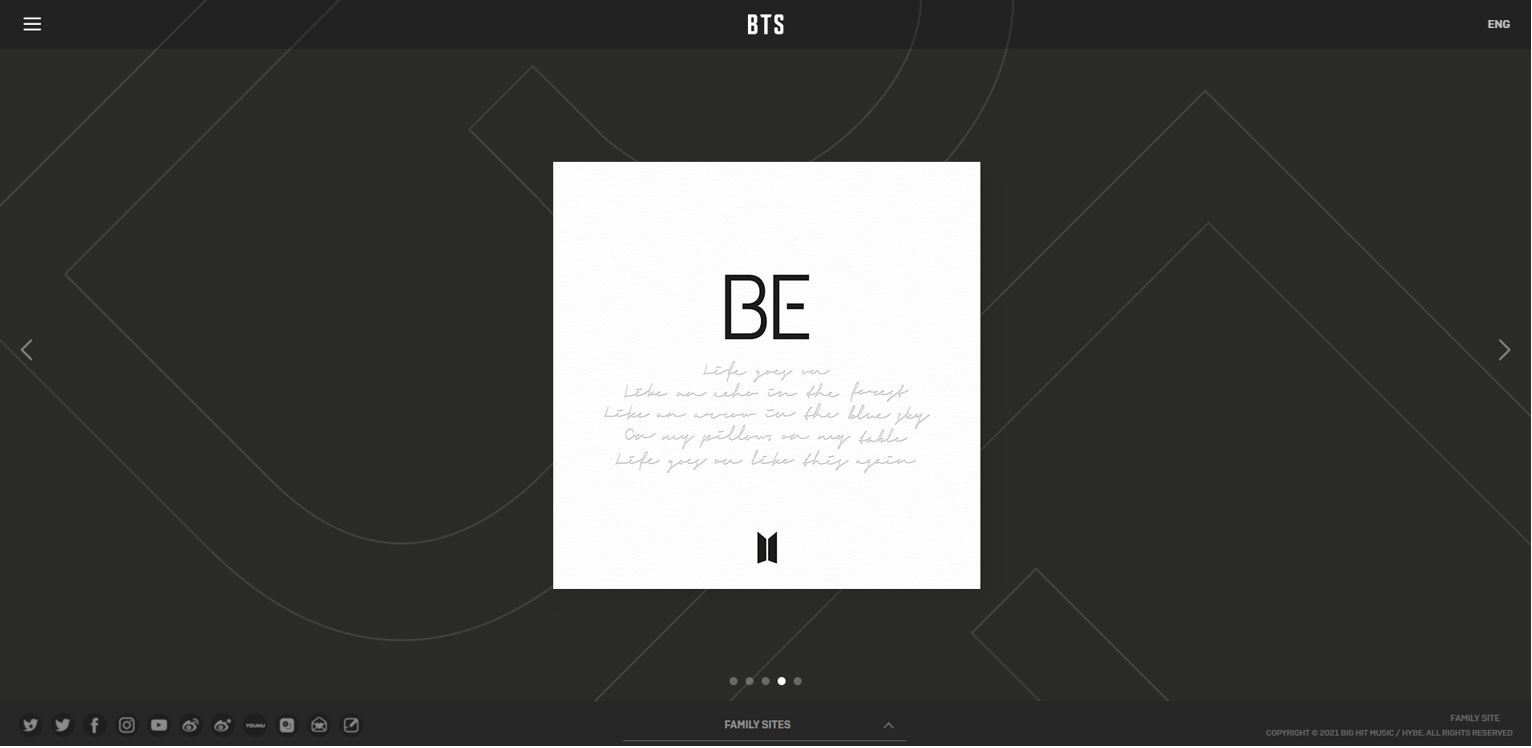 BTS
ENG
BE
Life goes on
Like an echo in the forest
Like an arrow in the blue sky
On my pillow, on my table
Life goes on like this again
YOUKU
FAMILY SITES
FAMILY SITE
COPYRIGHT © 2021 BIG HIT MUSIC / HYBE. ALL RIGHTS RESERVED